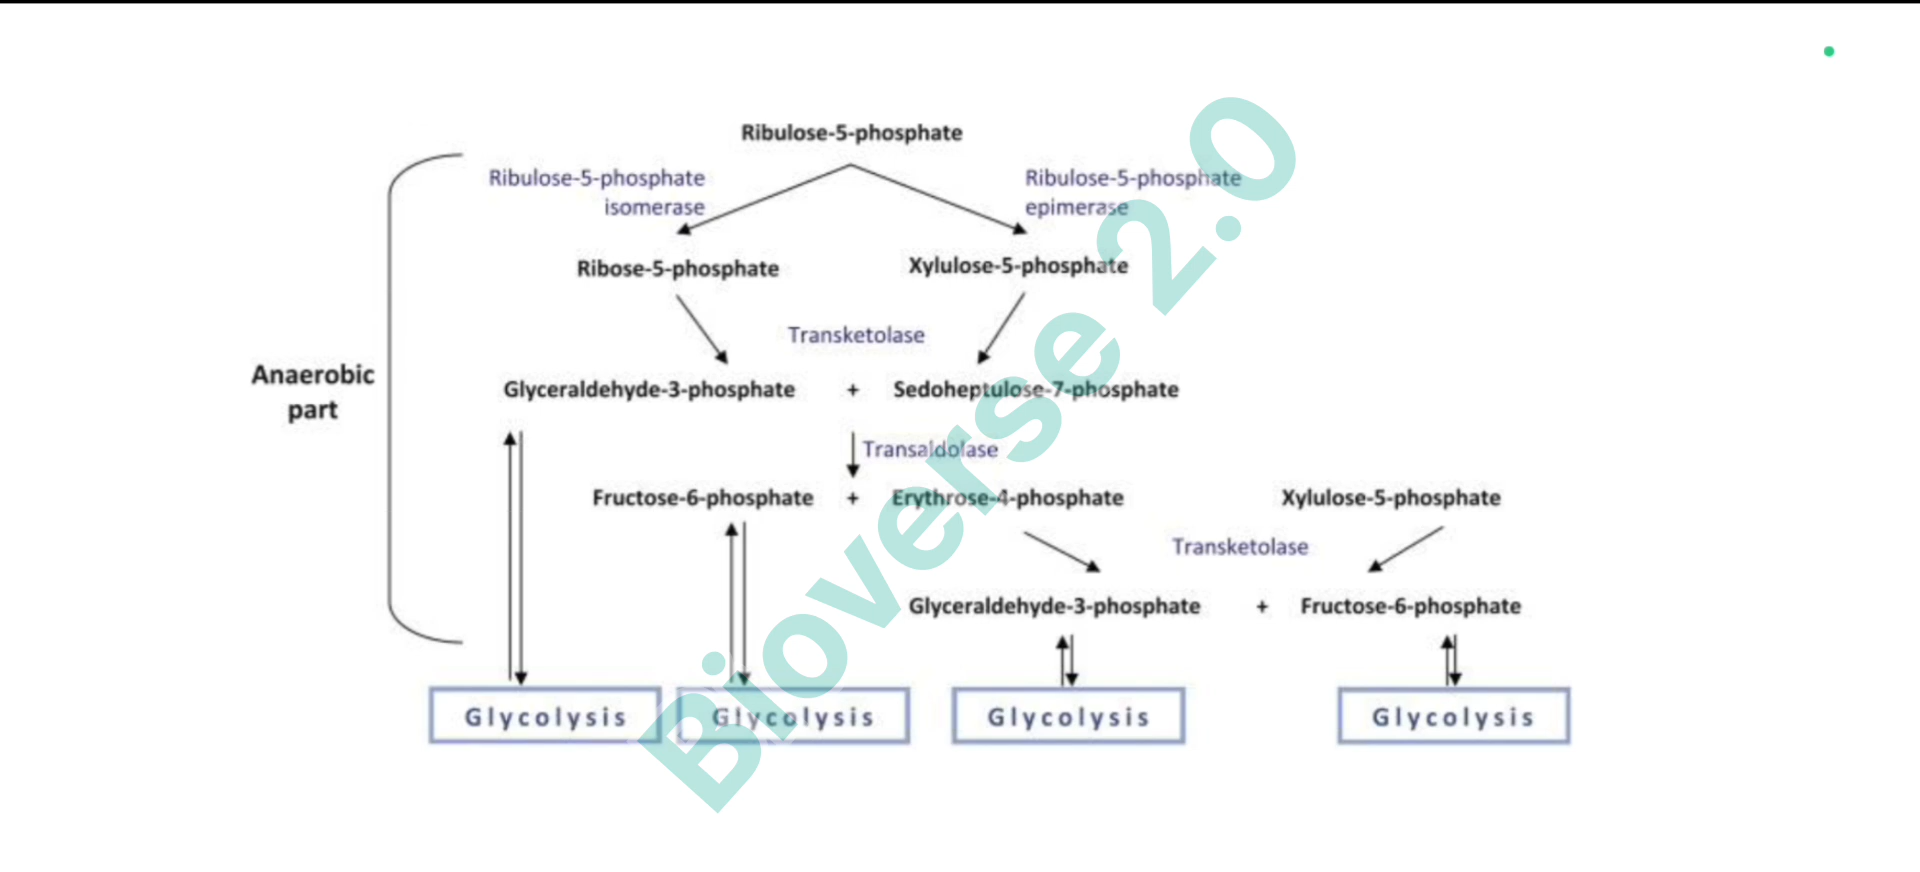 Ribulose-5-phosphate
Ribulose-5-phosphate
isomerase
Ribulose-5-phosphate
epimerase
Ribose-5-phosphate
Xylulose-5-phosphate
Transketolase
Anaerobic
part
Glyceraldehyde-3-phosphate + Sedoheptulose-7-phosphate
Transaldolase
Fructose-6-phosphate + Erythrose-4-phosphate
Xylulose-5-phosphate
Transketolase
Glyceraldehyde-3-phosphate + Fructose-6-phosphate
Glycolysis
Glycolysis
Glycolysis
Glycolysis
Bioverse 2.0